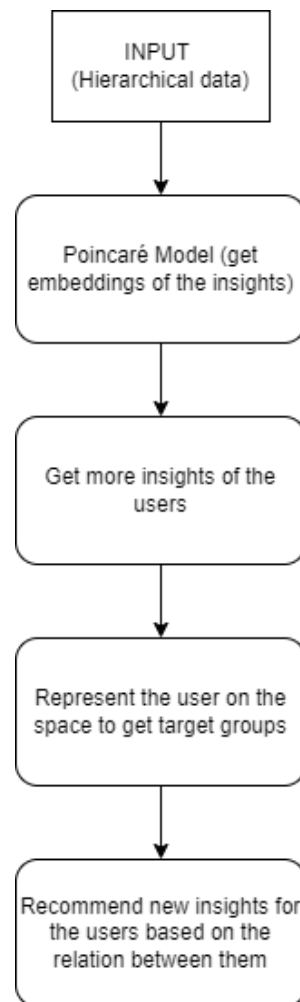 INPUT
(Hierarchical data)
Poincaré Model (get
embeddings of the insights)
Get more insights of the
users
Represent the user on the
space to get target groups
Recommend new insights for
the users based on the
relation between them